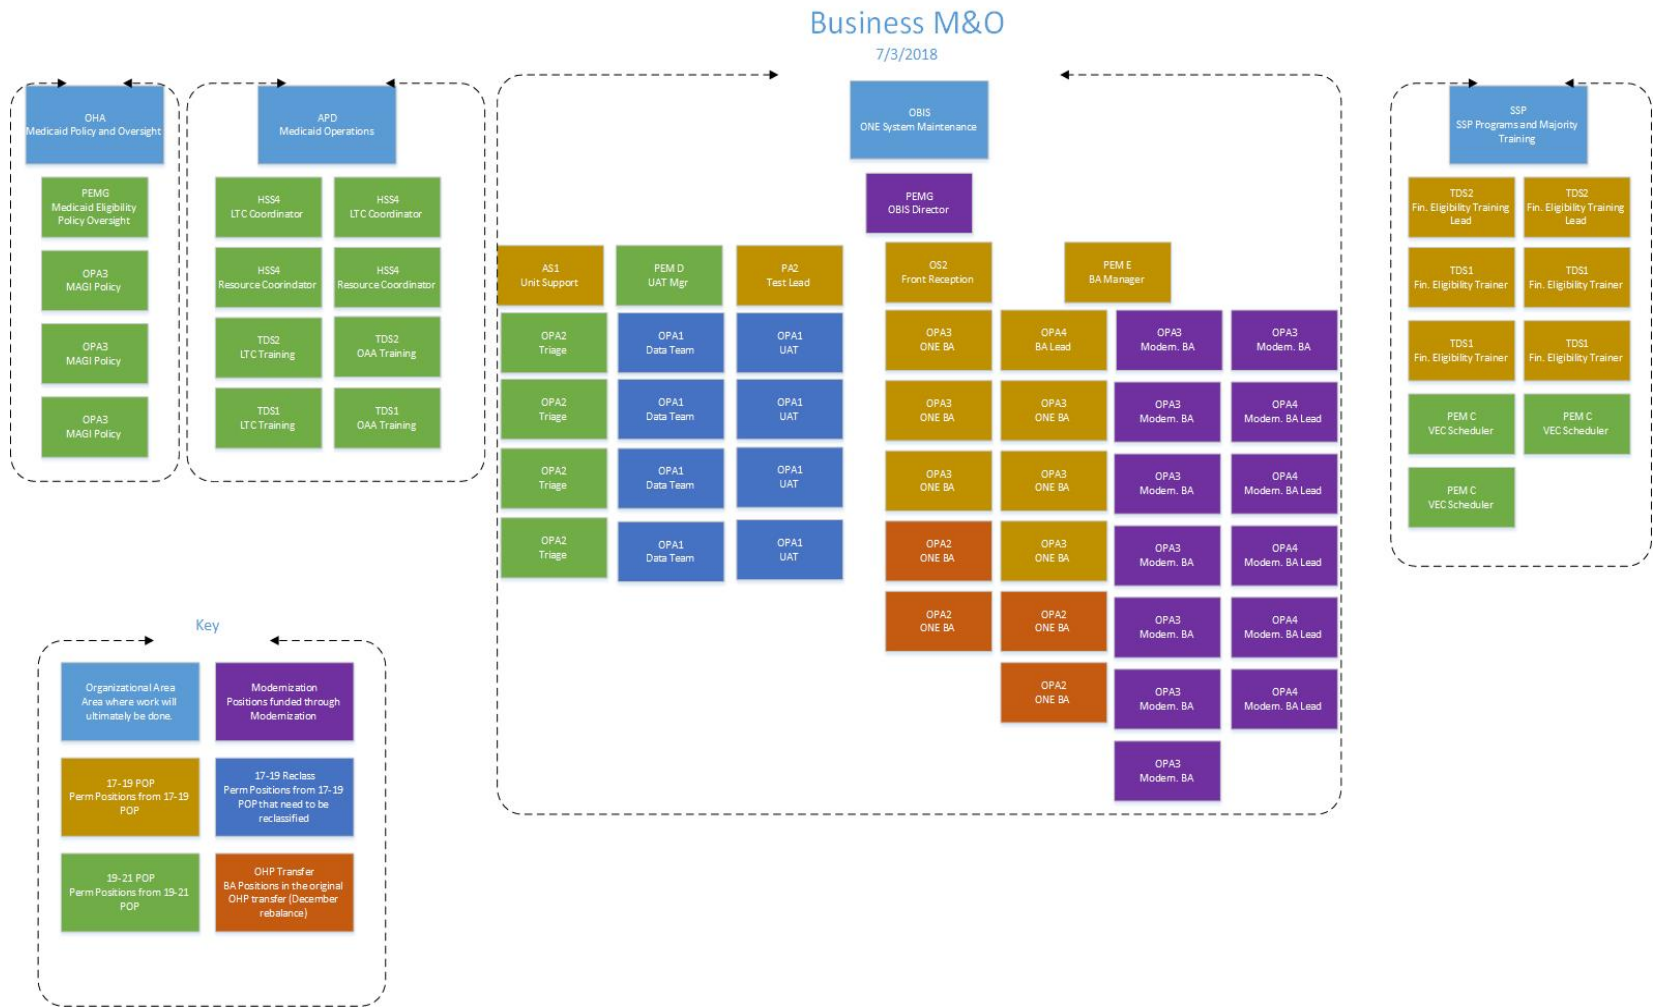 Business M&O
7/3/2018
OHA
Medicaid Policy and Oversight
PEMG
Medicaid Eligibility
Policy Oversight
OPA3
MAGI Policy
OPA3
MAGI Policy
OPA3
MAGI Policy
APD
Medicaid Operations
HSS4
LTC Coordinator
HSS4
LTC Coordinator
HSS4
Resource Coorindator
HSS4
Resource Coordinator
TDS2
LTC Training
TDS2
OAA Training
TDS1
LTC Training
TDS1
OAA Training
OBIS
ONE System Maintenance
PEMG
OBIS Director
AS1
Unit Support
PEM D
UAT Mgr
PA2
Test Lead
OS2
Front Reception
PEM E
BA Manager
OPA2
Triage
OPA1
Data Team
OPA1
UAT
OPA3
ONE BA
OPA4
BA Lead
OPA3
Modern. BA
OPA3
Modern. BA
OPA2
Triage
OPA1
Data Team
OPA1
UAT
OPA3
ONE BA
OPA3
ONE BA
OPA3
Modern. BA
OPA4
Modern. BA Lead
OPA2
Triage
OPA1
Data Team
OPA1
UAT
OPA3
ONE BA
OPA3
ONE BA
OPA3
Modern. BA
OPA4
Modern. BA Lead
OPA2
Triage
OPA1
Data Team
OPA1
UAT
OPA2
ONE BA
OPA3
ONE BA
OPA3
Modern. BA
OPA4
Modern. BA Lead
OPA2
ONE BA
OPA2
ONE BA
OPA3
Modern. BA
OPA4
Modern. BA Lead
OPA2
ONE BA
OPA3
Modern. BA
OPA4
Modern. BA Lead
OPA3
Modern. BA
SSP
SSP Programs and Majority
Training
TDS2
Fin. Eligibility Training
Lead
TDS2
Fin. Eligibility Training
Lead
TDS1
Fin. Eligibility Trainer
TDS1
Fin. Eligibility Trainer
TDS1
Fin. Eligibility Trainer
TDS1
Fin. Eligibility Trainer
PEM C
VEC Scheduler
PEM C
VEC Scheduler
PEM C
VEC Scheduler
Key
Organizational Area
Area where work will
ultimately be done.
Modernization
Positions funded through
Modernization
17-19 POP
Perm Positions from 17-19
POP
17-19 Reclass
Perm Positions from 17-19
POP that need to be
reclassified
19-21 POP
Perm Positions from 19-21
POP
OHP Transfer
BA Positions in the original
OHP transfer (December
rebalance)